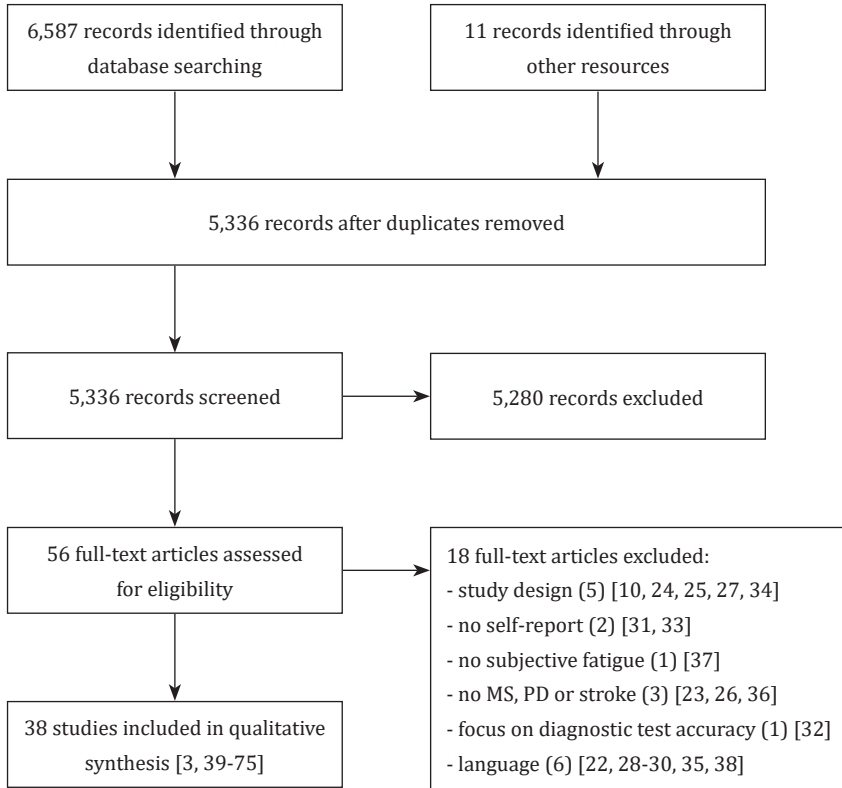 6,587 records identified through
database searching
11 records identified through
other resources
5,336 records after duplicates removed
5,336 records screened
5,280 records excluded
56 full-text articles assessed
for eligibility
18 full-text articles excluded:
- study design (5) [10, 24, 25, 27, 34]
- no self-report (2) [31, 33]
- no subjective fatigue (1) [37]
- no MS, PD or stroke (3) [23, 26, 36]
- focus on diagnostic test accuracy (1) [32]
- language (6) [22, 28-30, 35, 38]
38 studies included in qualitative
synthesis [3, 39-75]